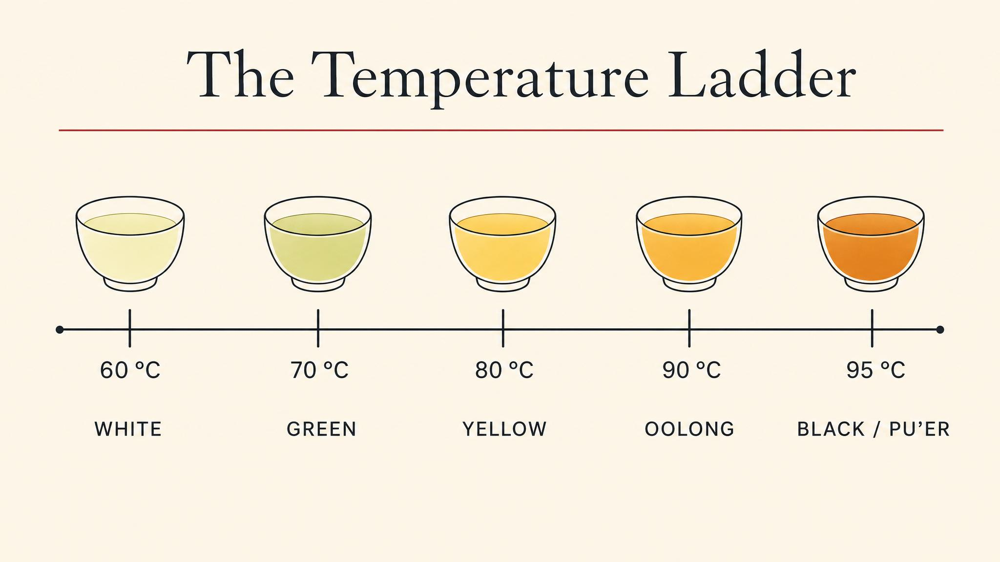 The Temperature Ladder
60 °C 70 °C 80 °C 90 °C 95 °C
WHITE GREEN YELLOW OOLONG BLACK / PU’ER